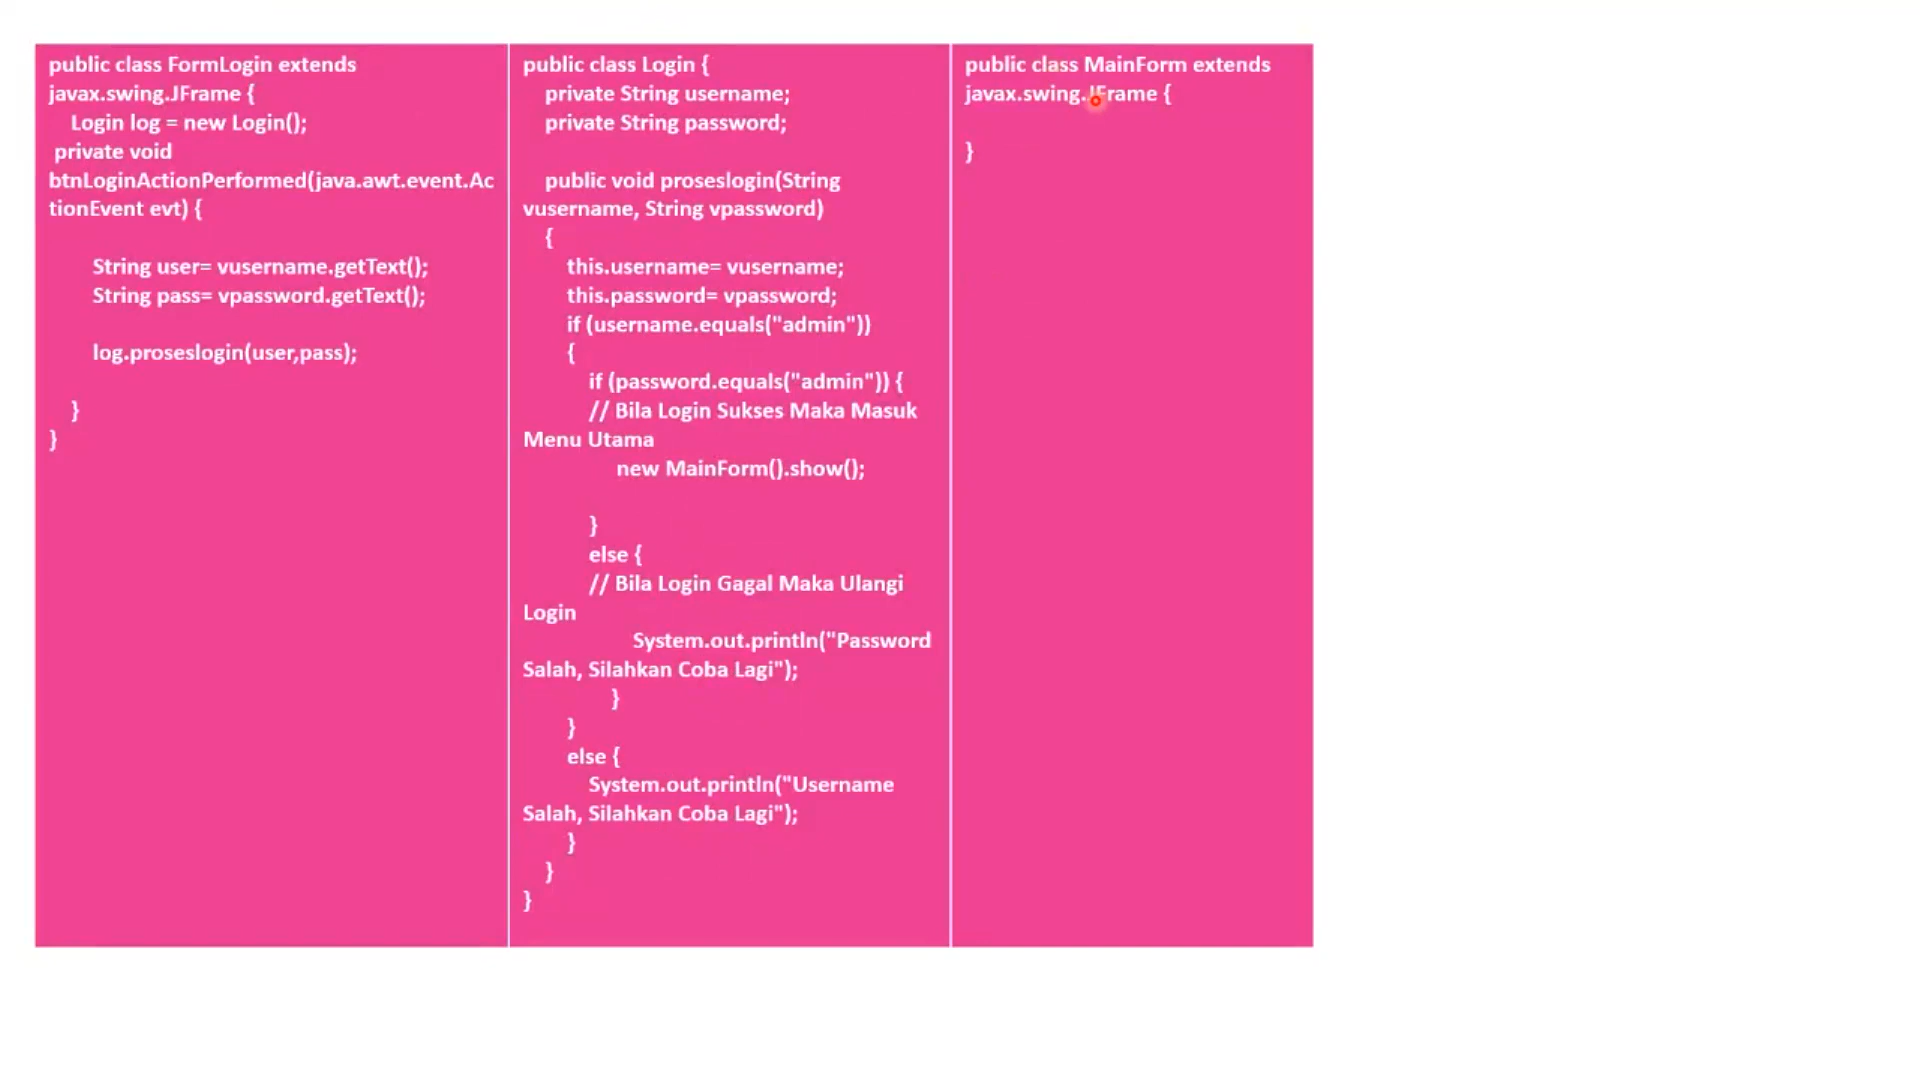 public class FormLogin extends
javax.swing.JFrame {
Login log = new Login();
private void
btnLoginActionPerformed(java.awt.event.Ac
tionEvent evt) {
String user= vusername.getText();
String pass= vpassword.getText();
log.proseslogin(user,pass);
}
}
public class Login {
private String username;
private String password;
public void proseslogin(String
vusername, String vpassword)
{
this.username= vusername;
this.password= vpassword;
if (username.equals("admin"))
{
if (password.equals("admin")) {
// Bila Login Sukses Maka Masuk
Menu Utama
new MainForm().show();
}
else {
// Bila Login Gagal Maka Ulangi
Login
System.out.println("Password
Salah, Silahkan Coba Lagi");
}
}
else {
System.out.println("Username
Salah, Silahkan Coba Lagi");
}
}
}
public class MainForm extends
javax.swing.JFrame {
}